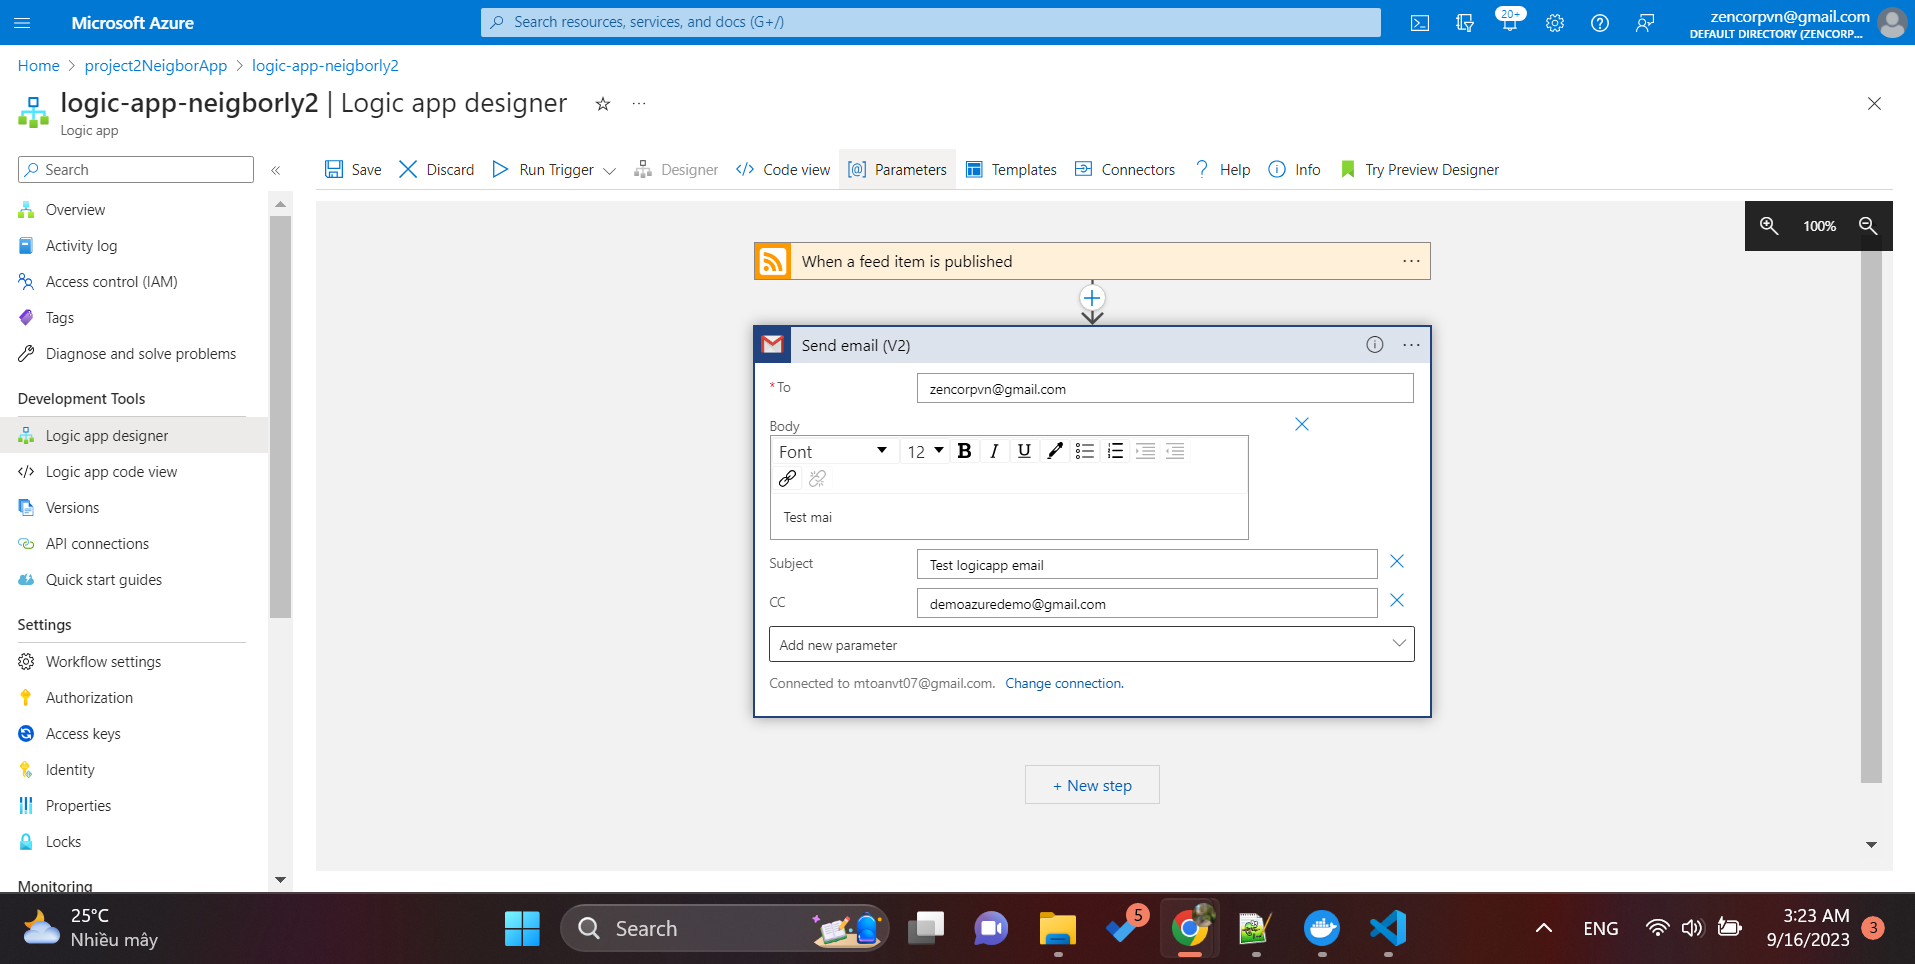 Microsoft Azure
Search resources, services, and docs (G+/)
20+
zencorpvn@gmail.com
DEFAULT DIRECTORY (ZENCORP...
Home > project2NeigborApp > logic-app-neigborly2
logic-app-neigborly2 | Logic app designer
Logic app
Search
Overview
Activity log
Access control (IAM)
Tags
Diagnose and solve problems
Development Tools
Logic app designer
Logic app code view
Versions
API connections
Quick start guides
Settings
Workflow settings
Authorization
Access keys
Identity
Properties
Locks
Monitoring
Save Discard Run Trigger Designer Code view Parameters Templates Connectors Help Info Try Preview Designer
100%
When a feed item is published
Send email (V2)
* To
zencorpvn@gmail.com
Body
Font 12 B I U
Test mai
Subject
Test logicapp email
CC
demoazuredemo@gmail.com
Add new parameter
Connected to mtoanvt07@gmail.com. Change connection.
+ New step
25°C
Nhiều mây
Search
5
ENG
3:23 AM
9/16/2023
3